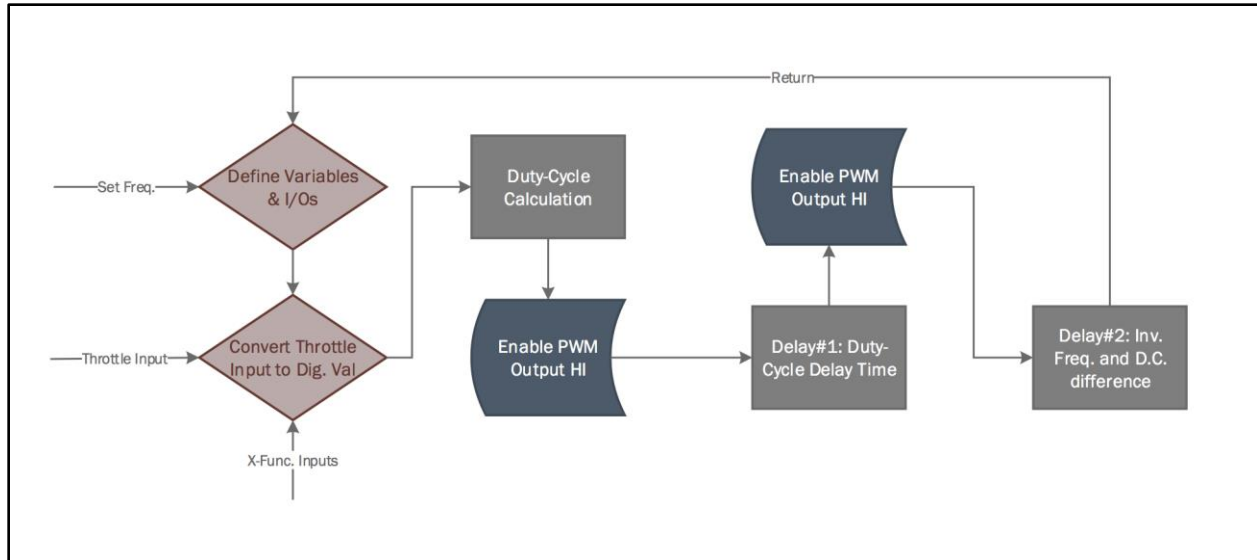 Return
Set Freq.
Define Variables
& I/Os
Duty-Cycle
Calculation
Enable PWM
Output HI
Throttle Input
Convert Throttle
Input to Dig. Val
Enable PWM
Output HI
Delay#1: Duty-
Cycle Delay Time
Delay#2: Inv.
Freq. and D.C.
difference
X-Func. Inputs